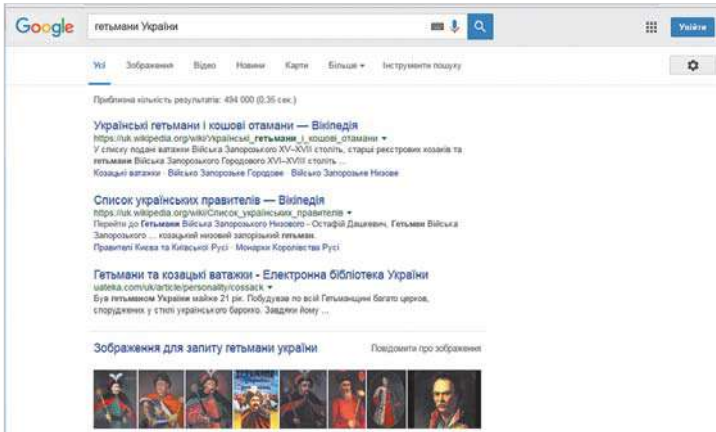 Google
гетьмани України
Увійти
Усі Зображення Відео Новини Карти Більше Інструменти пошуку
Приблизна кількість результатів: 494 000 (0,35 сек.)
Українські гетьмани і кошові отамани — Вікіпедія
https://uk.wikipedia.org/wiki/Українські_гетьмани_і_кошові_отамани
У списку подані ватажки Війська Запорозького XV–XVII століть, старші реєстрових козаків та
гетьмани Війська Запорозького Городового XVI–XVIII століть ...
Козацькі ватажки · Військо Запорозьке Городове · Військо Запорозьке Низове
Список українських правителів — Вікіпедія
https://uk.wikipedia.org/wiki/Список_українських_правителів
Перейти до Гетьмани Війська Запорозького Низового - Остафій Дашкевич, Гетьман Війська
Запорозького ... козацький низовий запорізький гетьман.
Правителі Києва та Київської Русі · Монархи Королівства Русі
Гетьмани та козацькі ватажки - Електронна бібліотека України
uateka.com/uk/article/personality/cossack
Був гетьманом України майже 21 рік. Побудував по всій Гетьманщині багато церков,
споруджених у стилі українського бароко. Завдяки йому ...
Зображення для запиту гетьмани україни
Повідомити про зображення